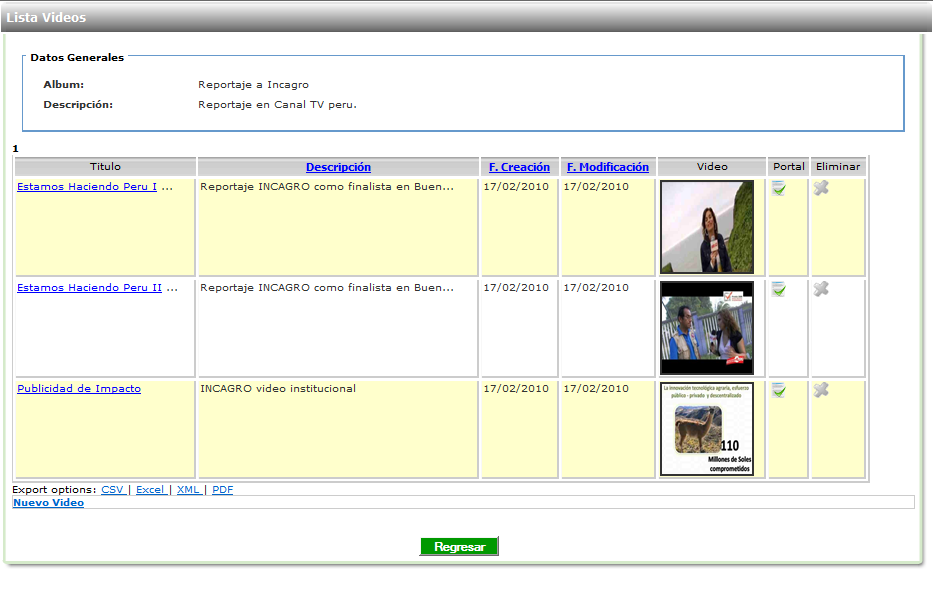 Lista Videos
Datos Generales
Album: Reportaje a Incagro
Descripción: Reportaje en Canal TV peru.
1
Titulo Descripción F. Creación F. Modificación Video Portal Eliminar
Estamos Haciendo Peru I ... Reportaje INCAGRO como finalista en Buen... 17/02/2010 17/02/2010
Estamos Haciendo Peru II ... Reportaje INCAGRO como finalista en Buen... 17/02/2010 17/02/2010
Publicidad de Impacto INCAGRO video institucional 17/02/2010 17/02/2010
La innovación tecnológica agraria, esfuerzo
público - privado y descentralizado
110
Millones de Soles
comprometidos
Export options: CSV | Excel | XML | PDF
Nuevo Video
Regresar